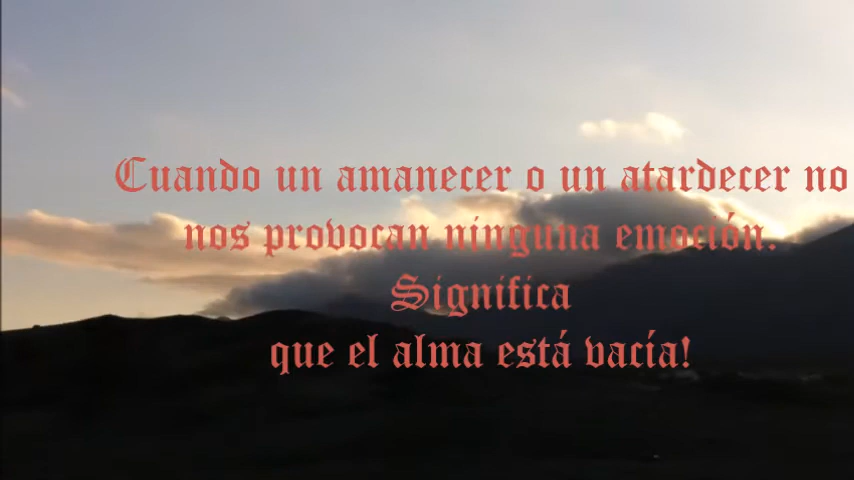 Cuando un amanecer o un atardecer no
nos provocan ninguna emoción.
Significa
que el alma está vacía!